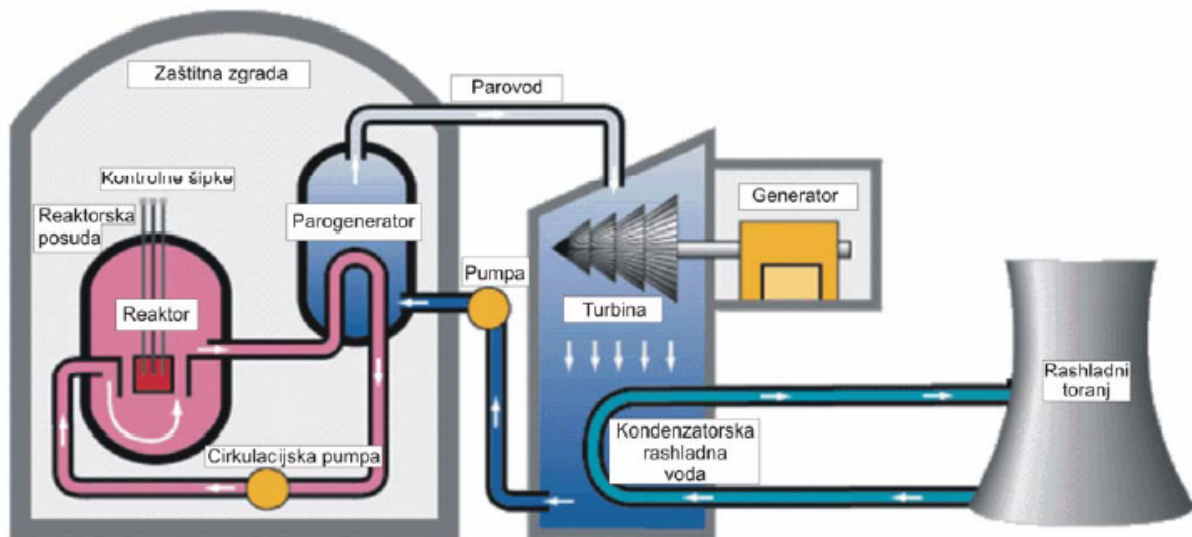 Zaštitna zgrada
Parovod
Kontrolne šipke
Reaktorska
posuda
Parogenerator
Generator
Pumpa
Reaktor
Turbina
Rashladni
toranj
Kondenzatorska
rashladna
voda
Cirkulacijska pumpa